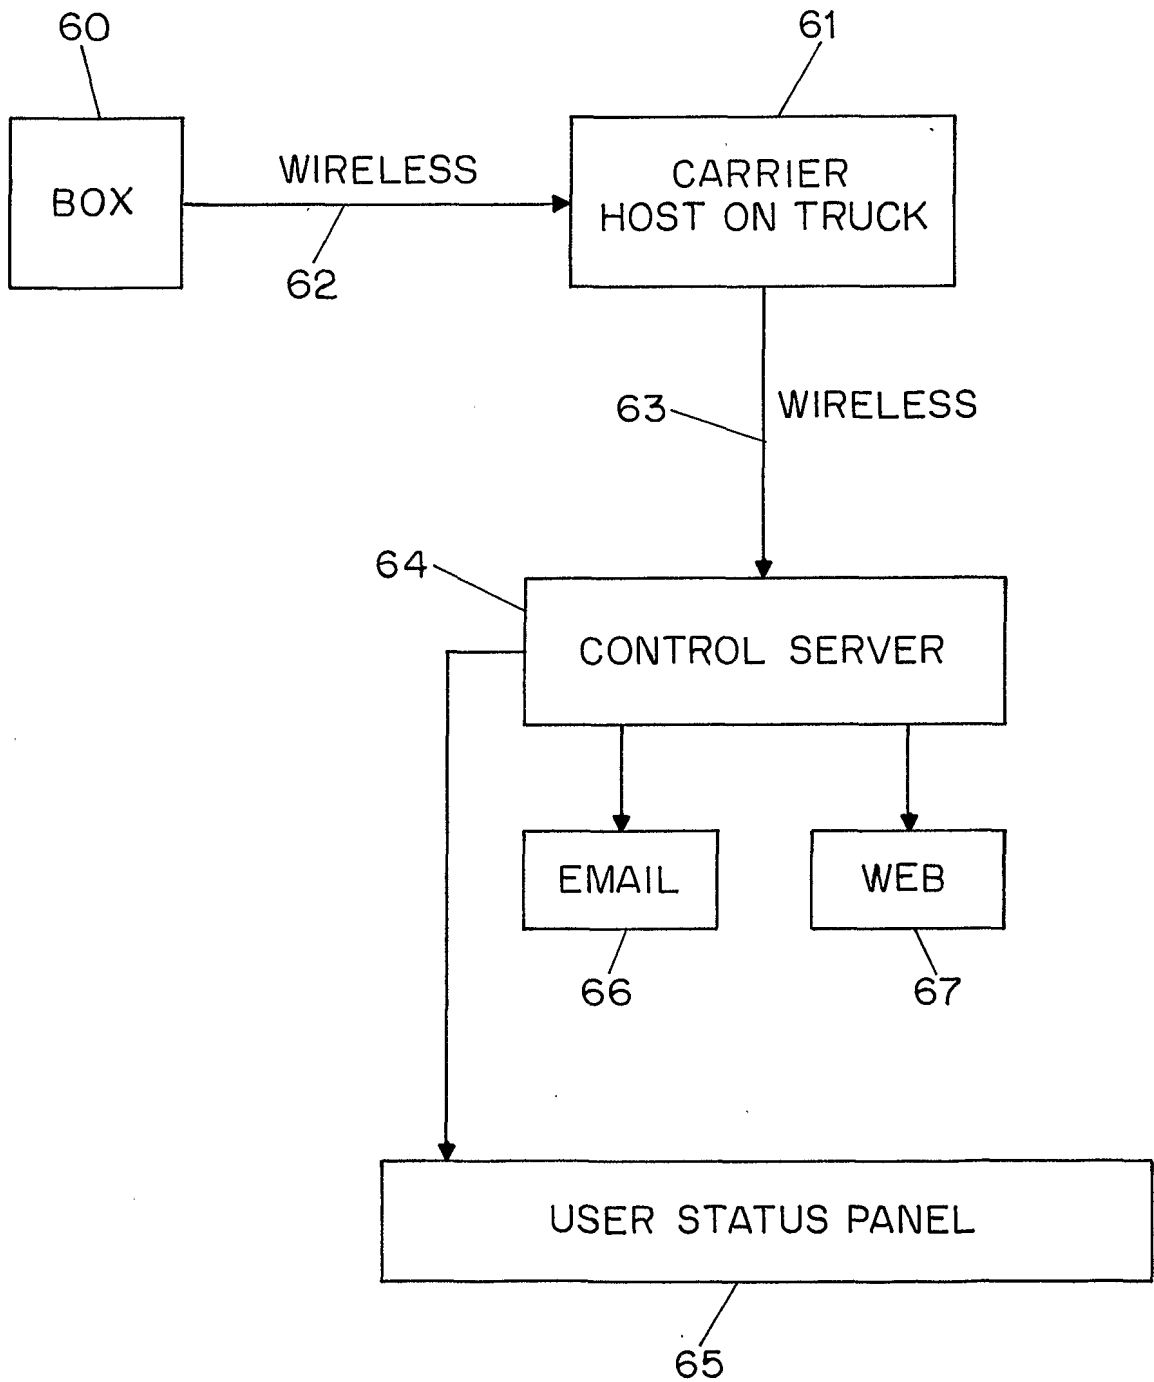 60
61
BOX
WIRELESS
CARRIER
HOST ON TRUCK
62
63
WIRELESS
64
CONTROL SERVER
EMAIL
WEB
66
67
USER STATUS PANEL
65